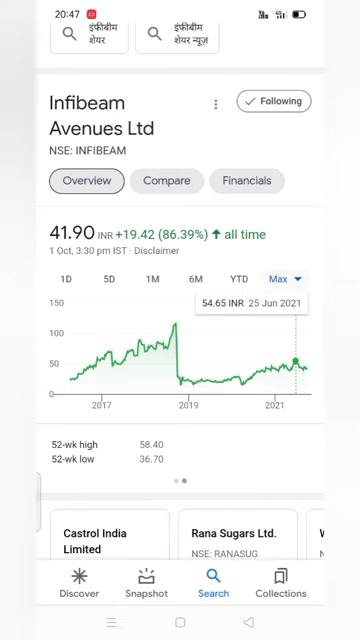 20:47
4G
इंफीबीम
शेयर
इंफीबीम
शेयर न्यूज़
Infibeam
Avenues Ltd
Following
NSE: INFIBEAM
Overview
Compare
Financials
41.90 INR +19.42 (86.39%) ↑ all time
1 Oct, 3:30 pm IST · Disclaimer
1D 5D 1M 6M YTD Max
54.65 INR 25 Jun 2021
150
100
50
0
2017 2019 2021
52-wk high 58.40
52-wk low 36.70
Castrol India
Limited
Rana Sugars Ltd.
NSE: RANASUG
Discover Snapshot Search Collections